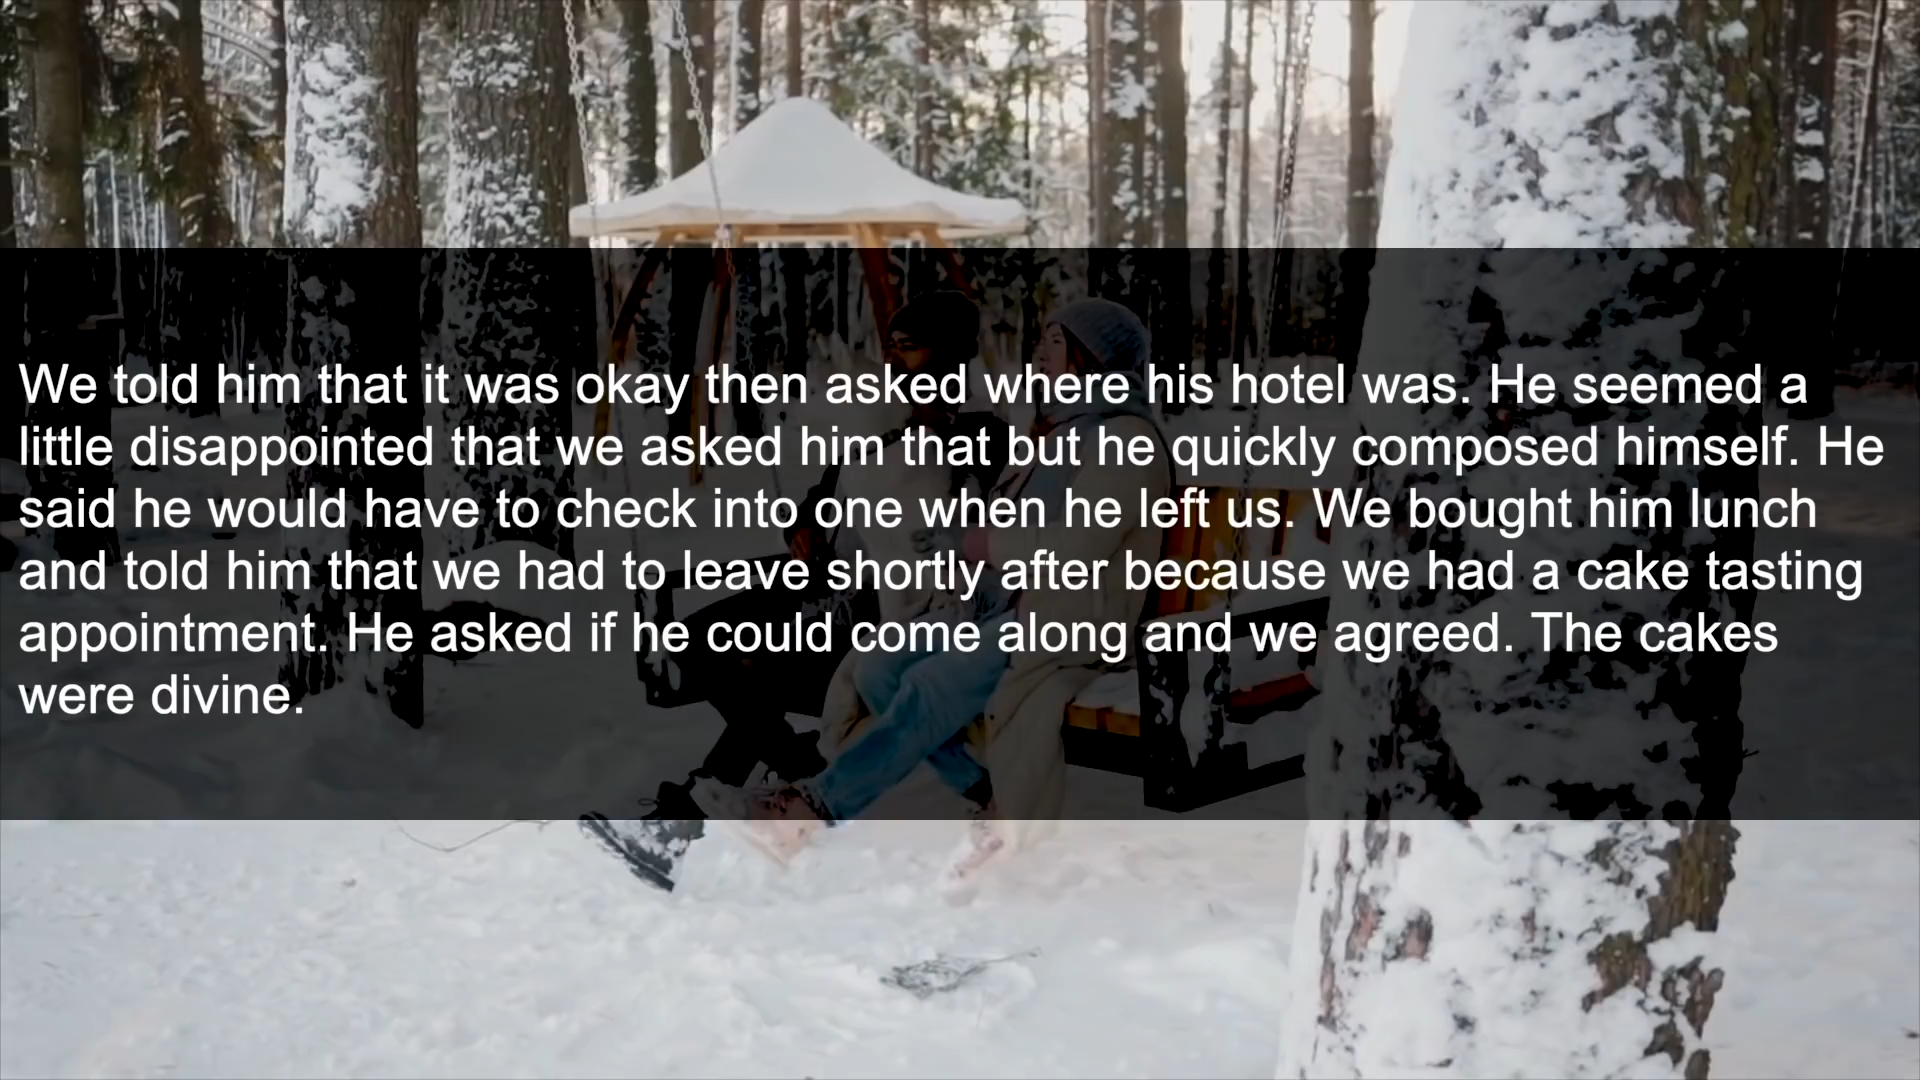 We told him that it was okay then asked where his hotel was. He seemed a
little disappointed that we asked him that but he quickly composed himself. He
said he would have to check into one when he left us. We bought him lunch
and told him that we had to leave shortly after because we had a cake tasting
appointment. He asked if he could come along and we agreed. The cakes
were divine.